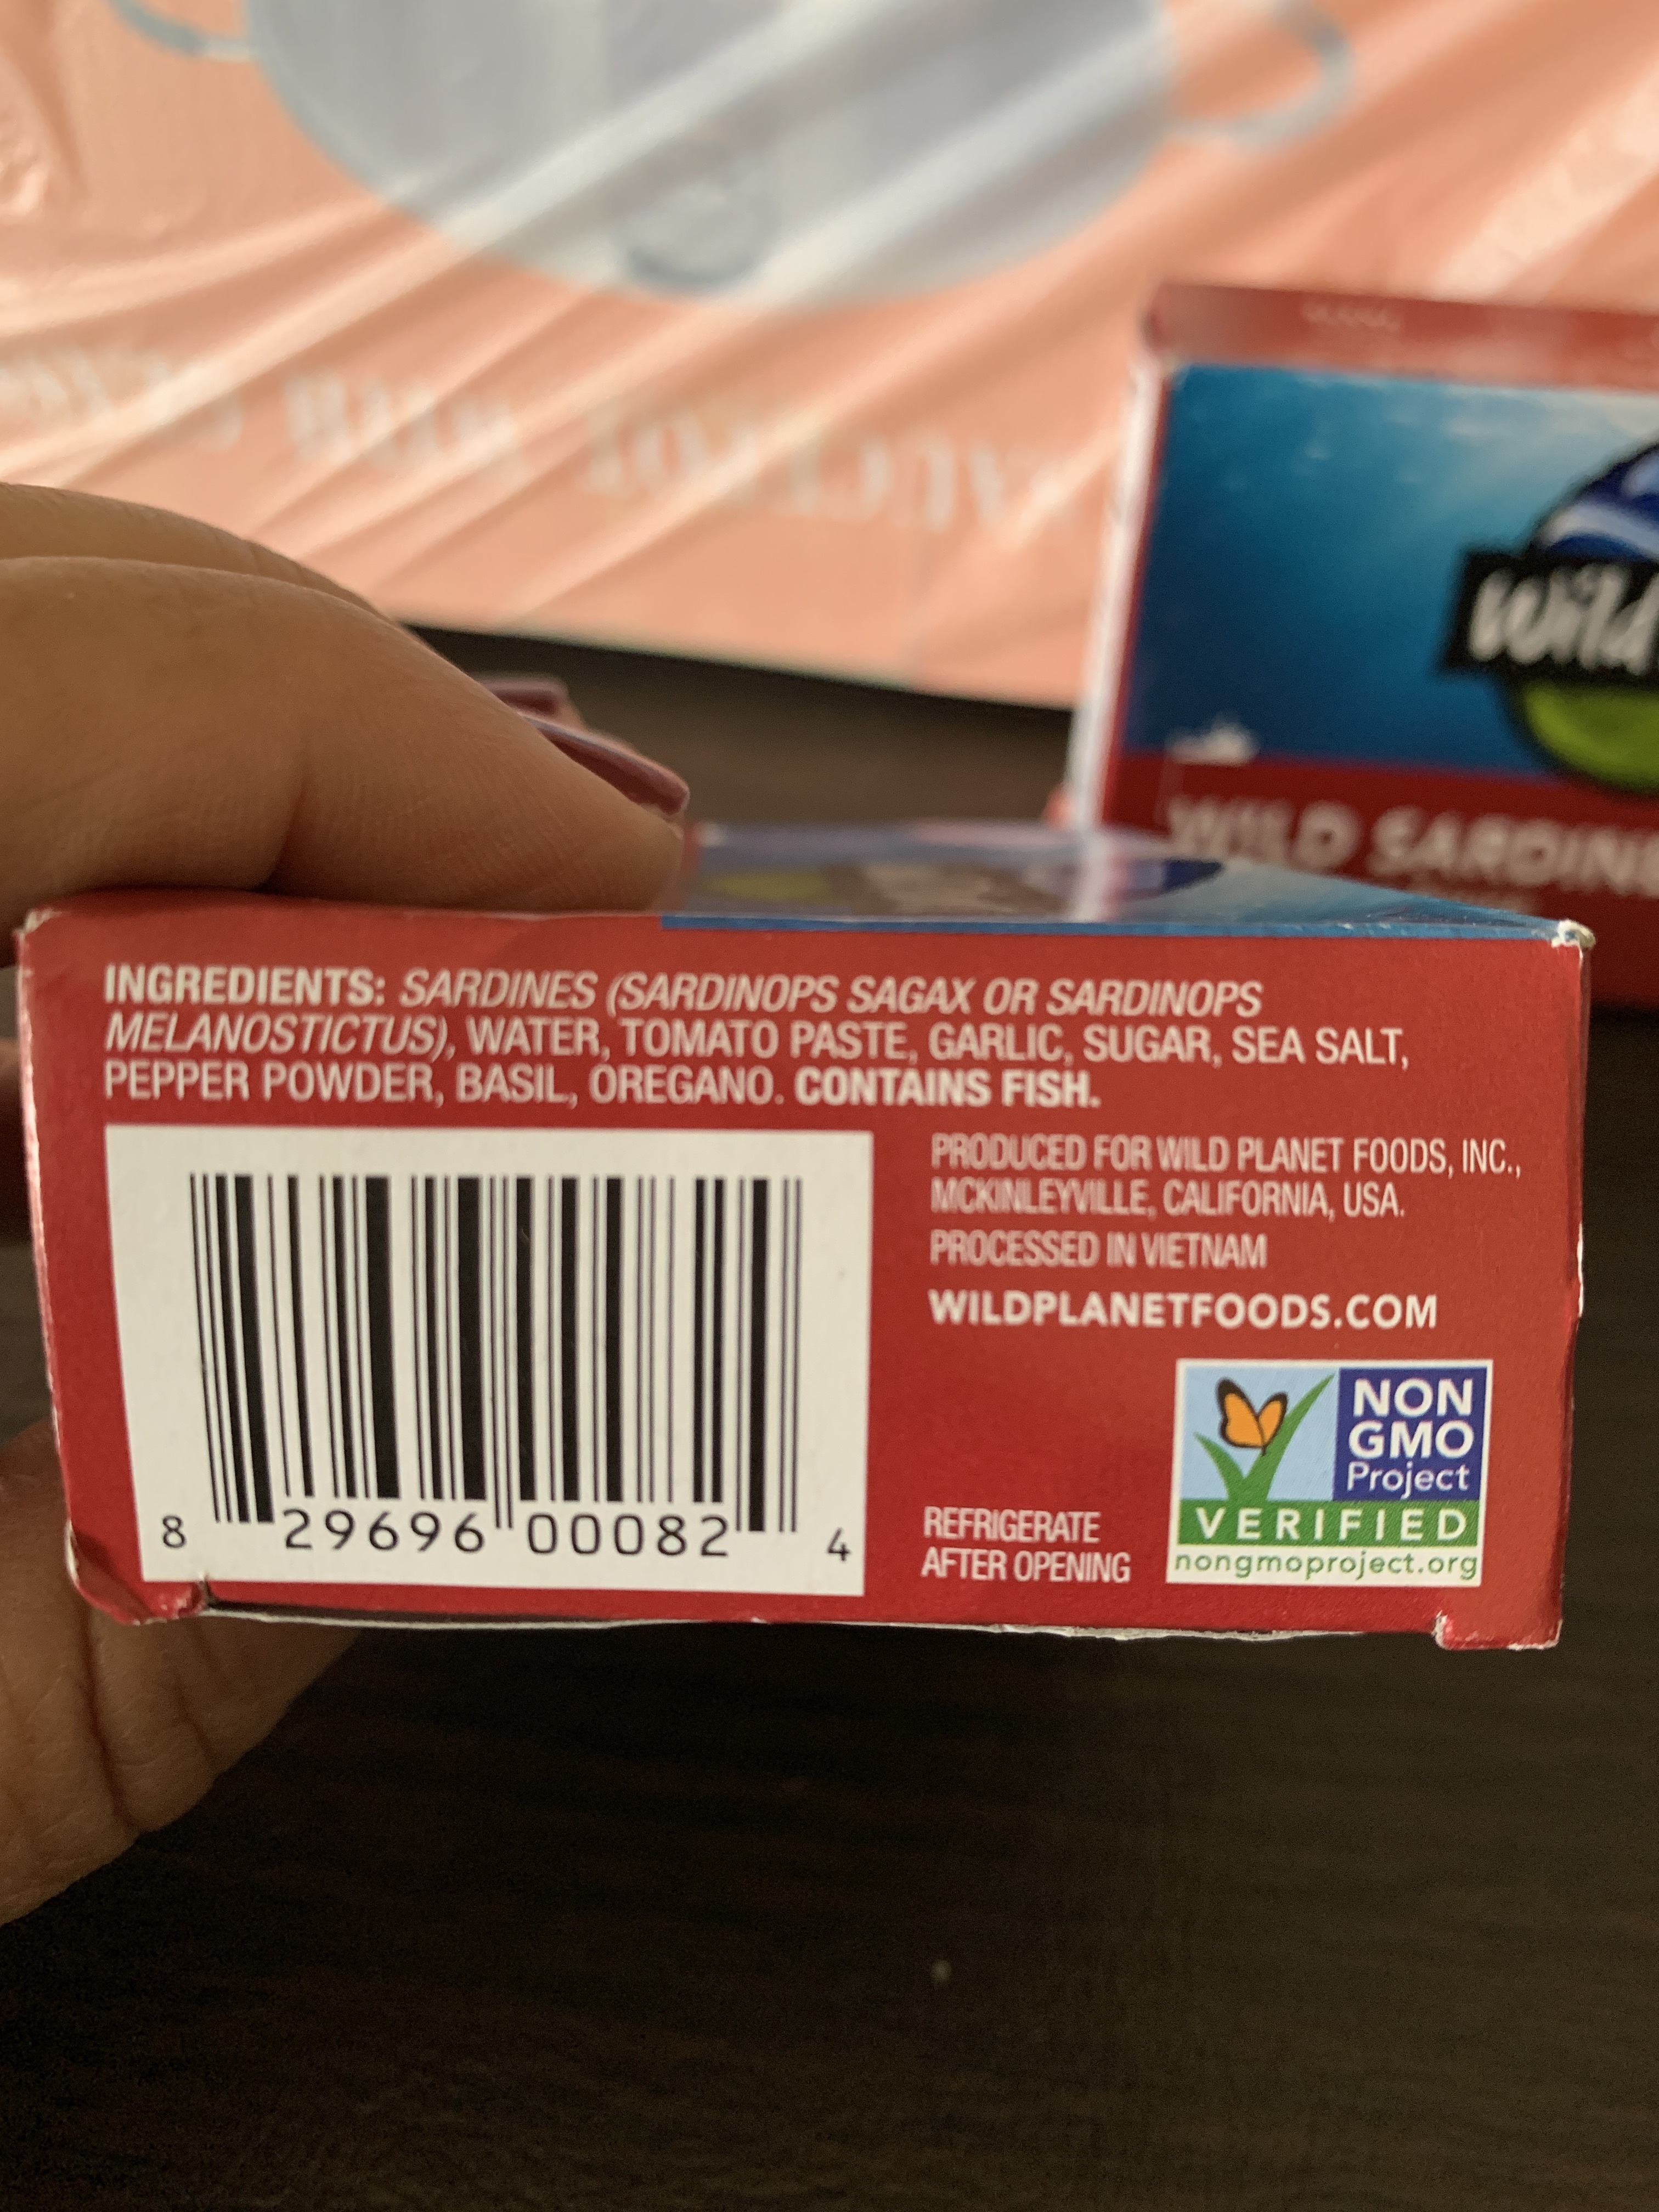 Wild
WILD SARDINE
INGREDIENTS: SARDINES (SARDINOPS SAGAX OR SARDINOPS
MELANOSTICTUS), WATER, TOMATO PASTE, GARLIC, SUGAR, SEA SALT,
PEPPER POWDER, BASIL, OREGANO. CONTAINS FISH.
PRODUCED FOR WILD PLANET FOODS, INC.,
MCKINLEYVILLE, CALIFORNIA, USA.
PROCESSED IN VIETNAM
WILDPLANETFOODS.COM
8 29696 00082 4
REFRIGERATE
AFTER OPENING
NON
GMO
Project
VERIFIED
nongmoproject.org